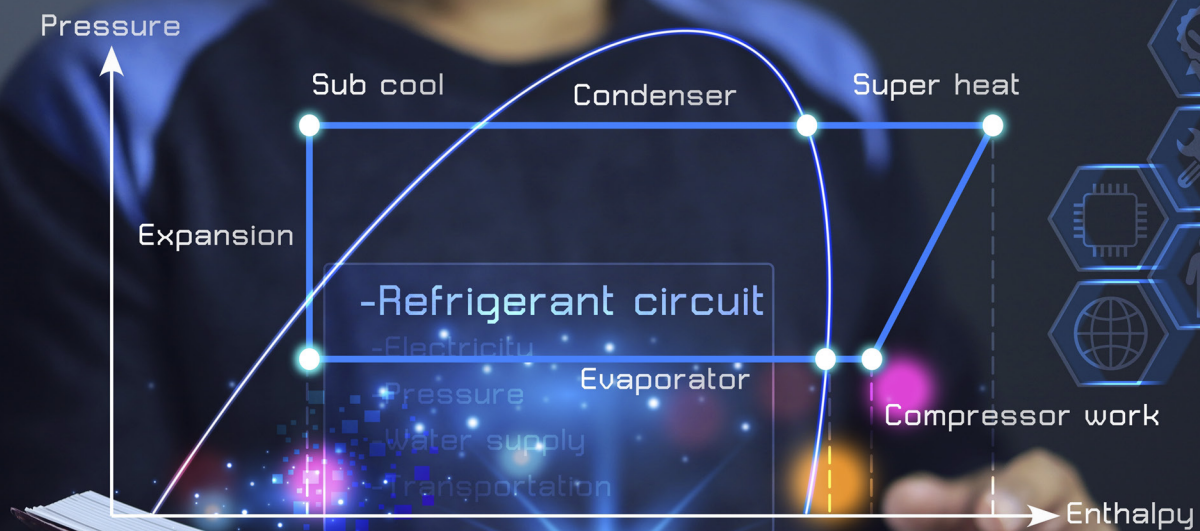 Pressure
Sub cool
Condenser
Super heat
Expansion
-Refrigerant circuit
-Electricity
Evaporator
-Pressure
Compressor work
-Water supply
-Transportation
Enthalpy